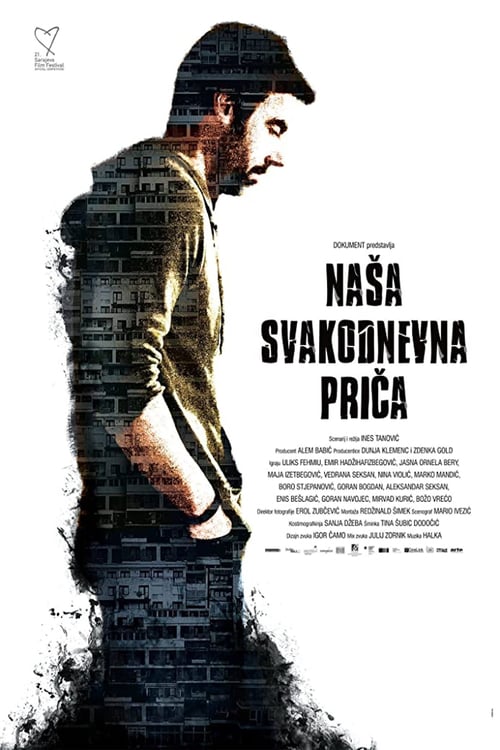 21.
Sarajevo
Film Festival
DOKUMENT predstavlja
NAŠA
SVAKODNEVNA
PRIČA
Scenarij i režija INES TANOVIĆ
Producent ALEM BABIĆ Producentice DUNJA KLEMENC I ZDENKA GOLD
Igraju ULIKS FEHMIU, EMIR HADŽIHAFIZBEGOVIĆ, JASNA ORNELA BERY,
MAJA IZETBEGOVIĆ, VEDRANA SEKSAN, NINA VIOLIĆ, MARKO MANDIĆ,
BORO STJEPANOVIĆ, GORAN BOGDAN, ALEKSANDAR SEKSAN,
ENIS BEŠLAGIĆ, GORAN NAVOJEC, MIRVAD KURIĆ, BOŽO VREĆO
Direktor fotografije EROL ZUBČEVIĆ Montaža REDŽINALD ŠIMEK Scenograf MARIO IVEZIĆ
Kostimografkinja SANJA DŽEBA Šminka TINA ŠUBIC DODOČIĆ
Dizajn zvuka IGOR ČAMO Mix zvuka JULIJ ZORNIK Muzika HALKA